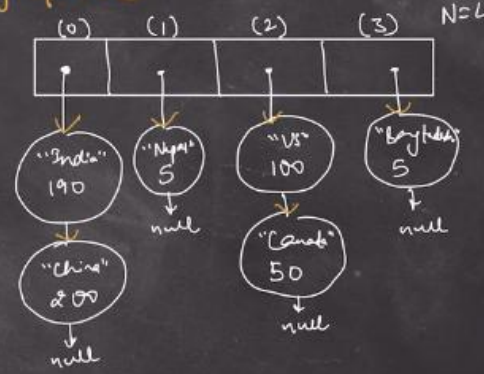 (0) (1) (2) (3)
"India" "Nepal" "US" "Bangladesh"
190 5 100 5
null null
"China" "Canada"
200 50
null null